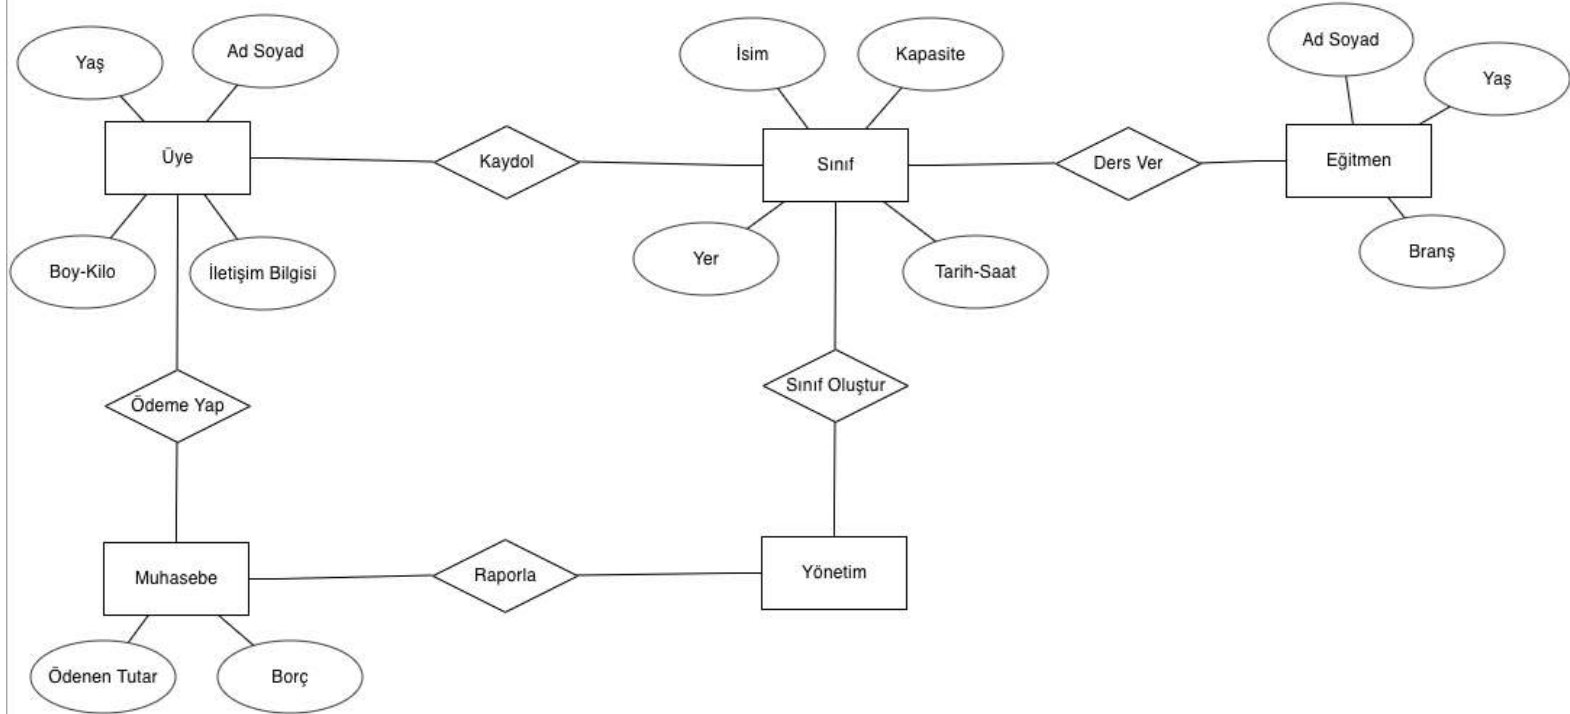 Yaş
Ad Soyad
İsim
Kapasite
Ad Soyad
Yaş
Üye
Kaydol
Sınıf
Ders Ver
Eğitmen
Boy-Kilo
İletişim Bilgisi
Yer
Tarih-Saat
Branş
Ödeme Yap
Sınıf Oluştur
Muhasebe
Raporla
Yönetim
Ödenen Tutar
Borç